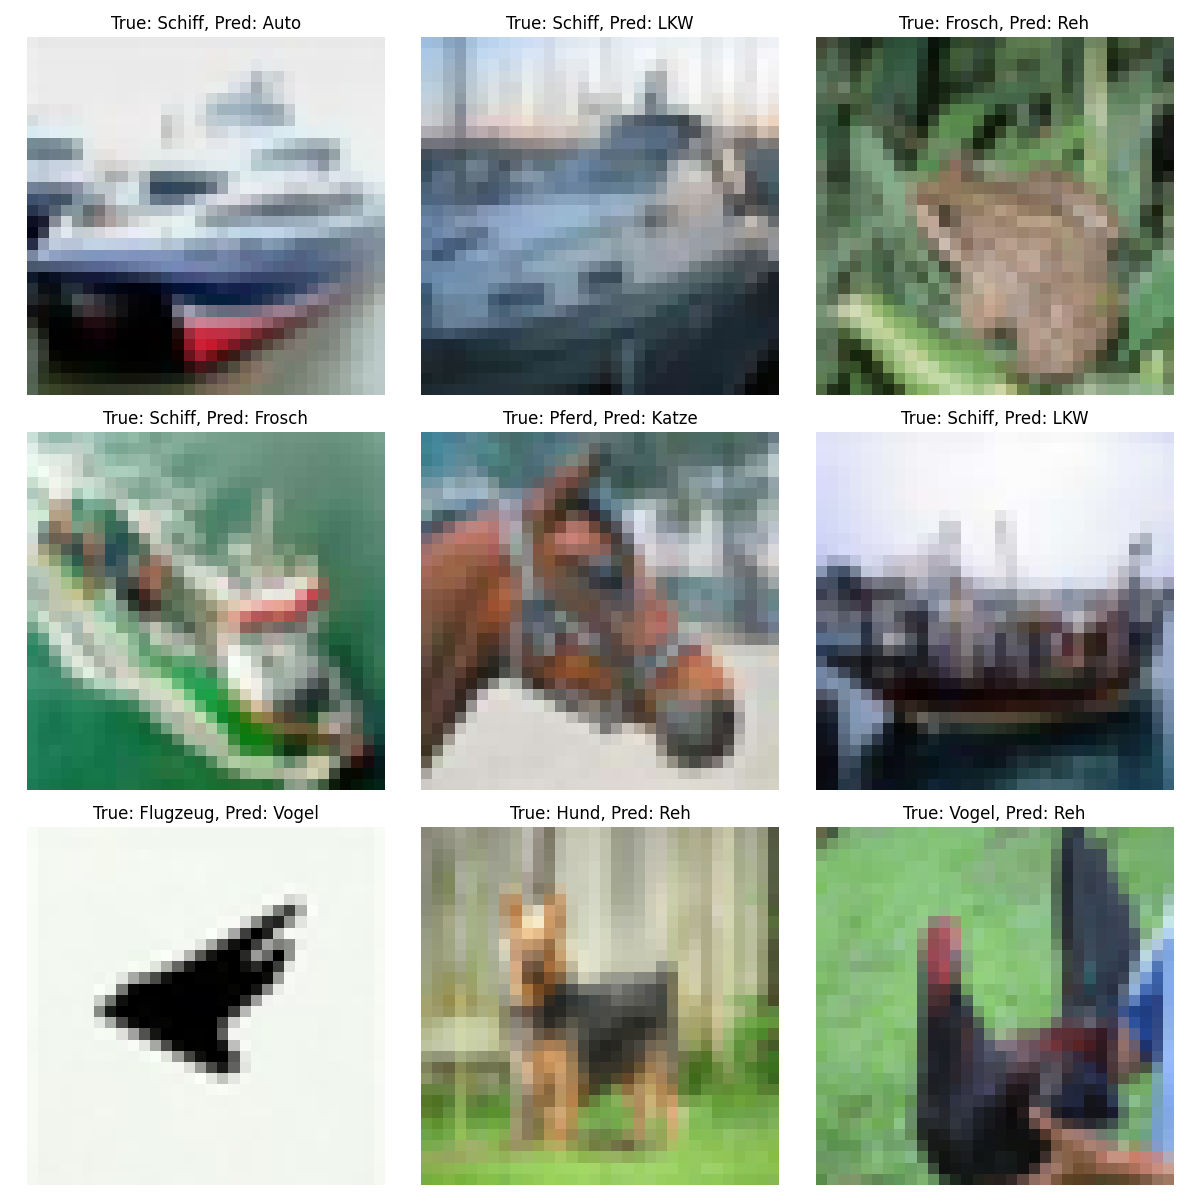 True: Schiff, Pred: Auto
True: Schiff, Pred: LKW
True: Frosch, Pred: Reh
True: Schiff, Pred: Frosch
True: Pferd, Pred: Katze
True: Schiff, Pred: LKW
True: Flugzeug, Pred: Vogel
True: Hund, Pred: Reh
True: Vogel, Pred: Reh